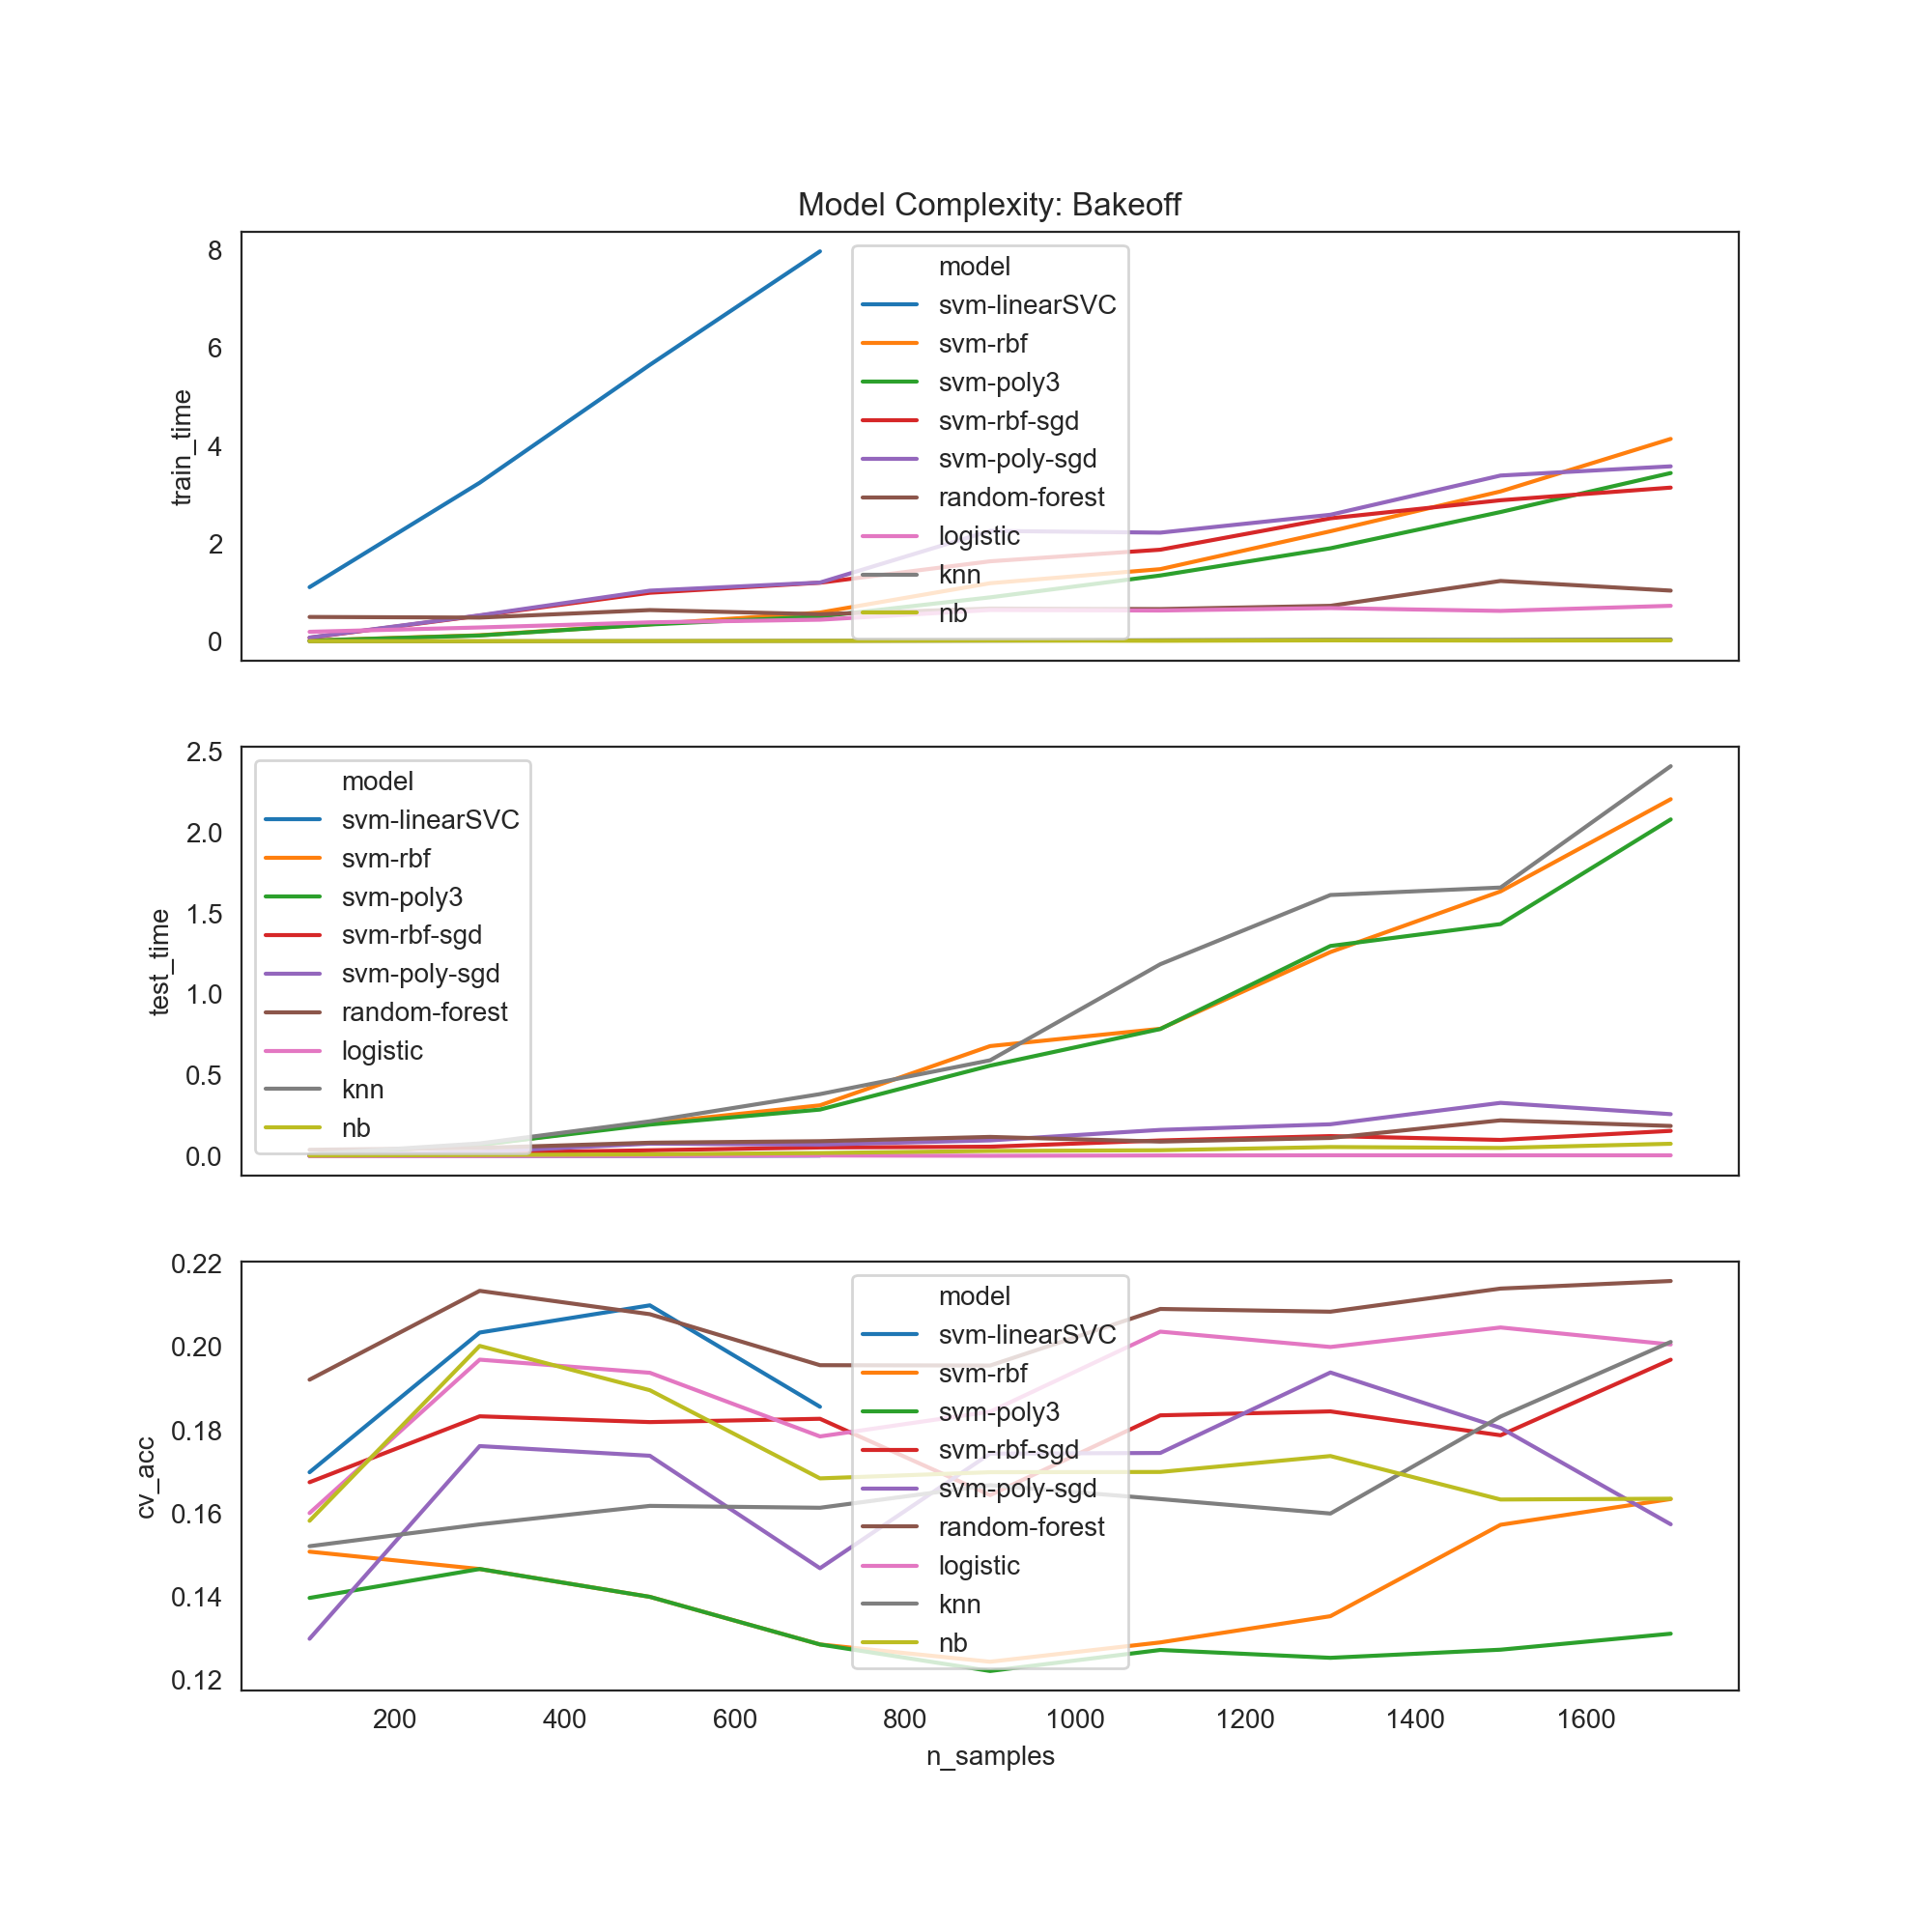 Model Complexity: Bakeoff
8
6
4
2
0
train_time
model
svm-linearSVC
svm-rbf
svm-poly3
svm-rbf-sgd
svm-poly-sgd
random-forest
logistic
knn
nb
2.5
2.0
1.5
1.0
0.5
0.0
test_time
model
svm-linearSVC
svm-rbf
svm-poly3
svm-rbf-sgd
svm-poly-sgd
random-forest
logistic
knn
nb
0.22
0.20
0.18
0.16
0.14
0.12
cv_acc
model
svm-linearSVC
svm-rbf
svm-poly3
svm-rbf-sgd
svm-poly-sgd
random-forest
logistic
knn
nb
200 400 600 800 1000 1200 1400 1600
n_samples